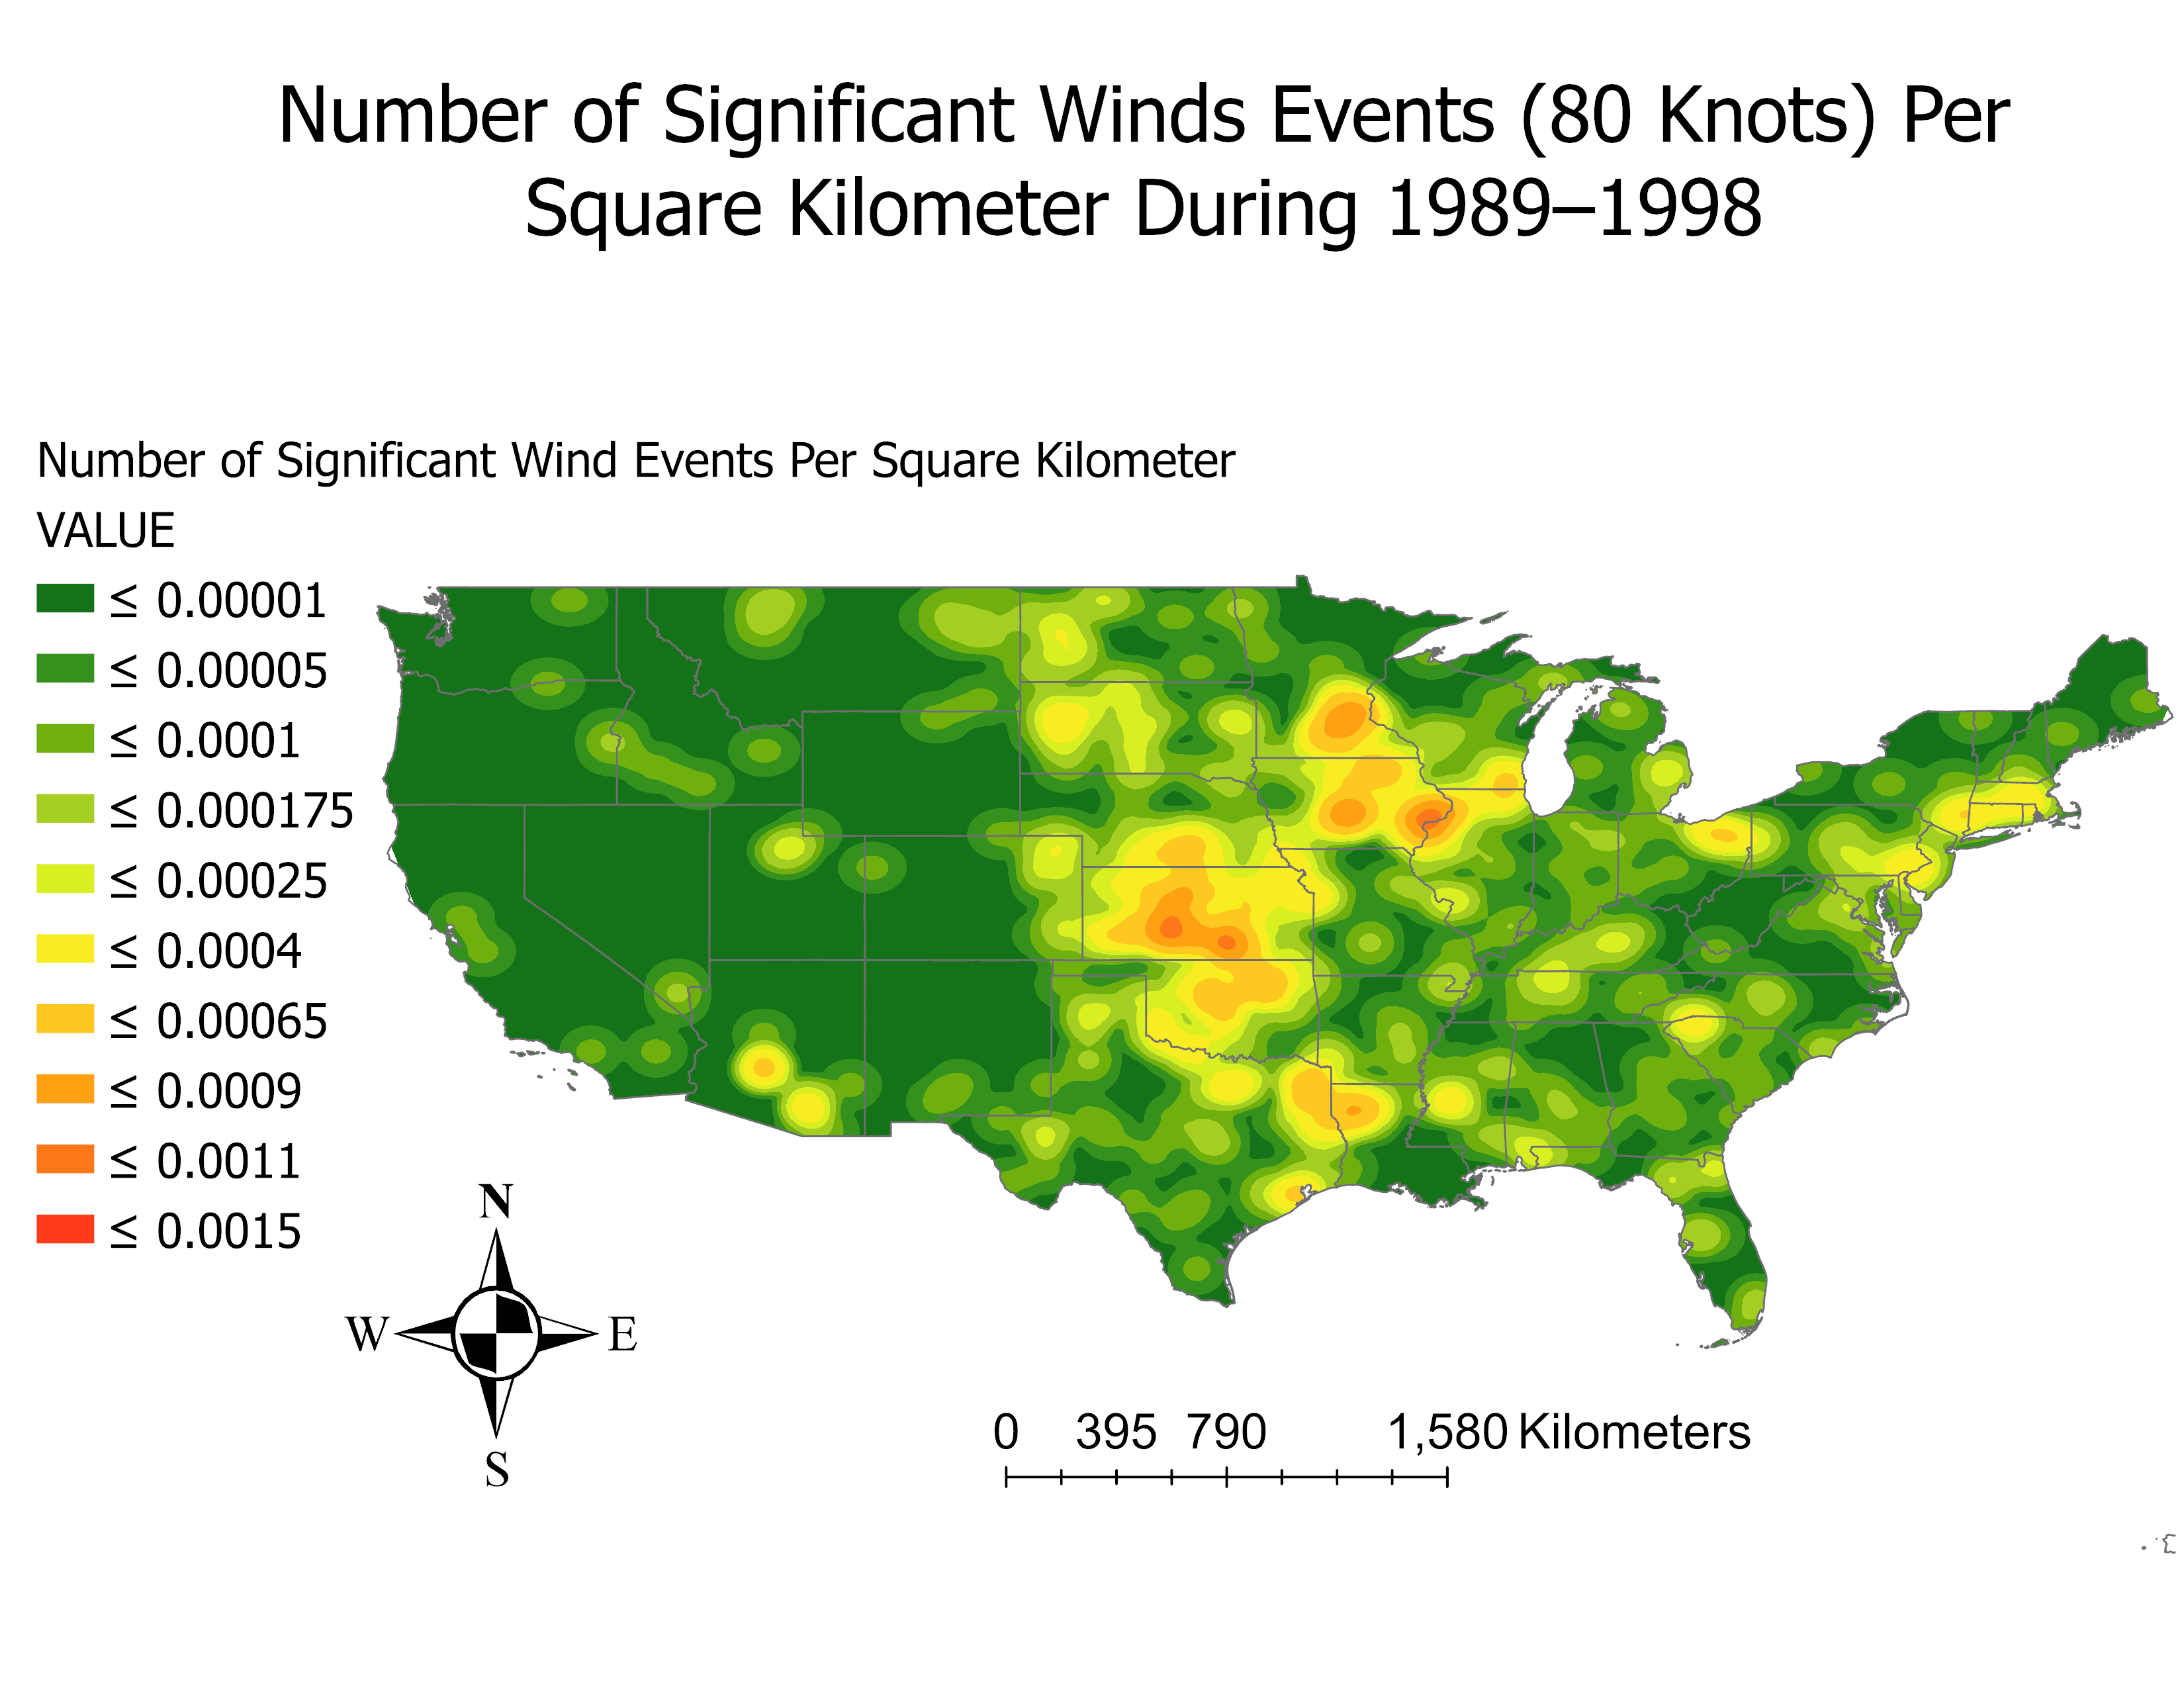 Number of Significant Winds Events (80 Knots) Per
Square Kilometer During 1989–1998
Number of Significant Wind Events Per Square Kilometer
VALUE
≤ 0.00001
≤ 0.00005
≤ 0.0001
≤ 0.000175
≤ 0.00025
≤ 0.0004
≤ 0.00065
≤ 0.0009
≤ 0.0011
≤ 0.0015
N
W E
S
0 395 790 1,580 Kilometers